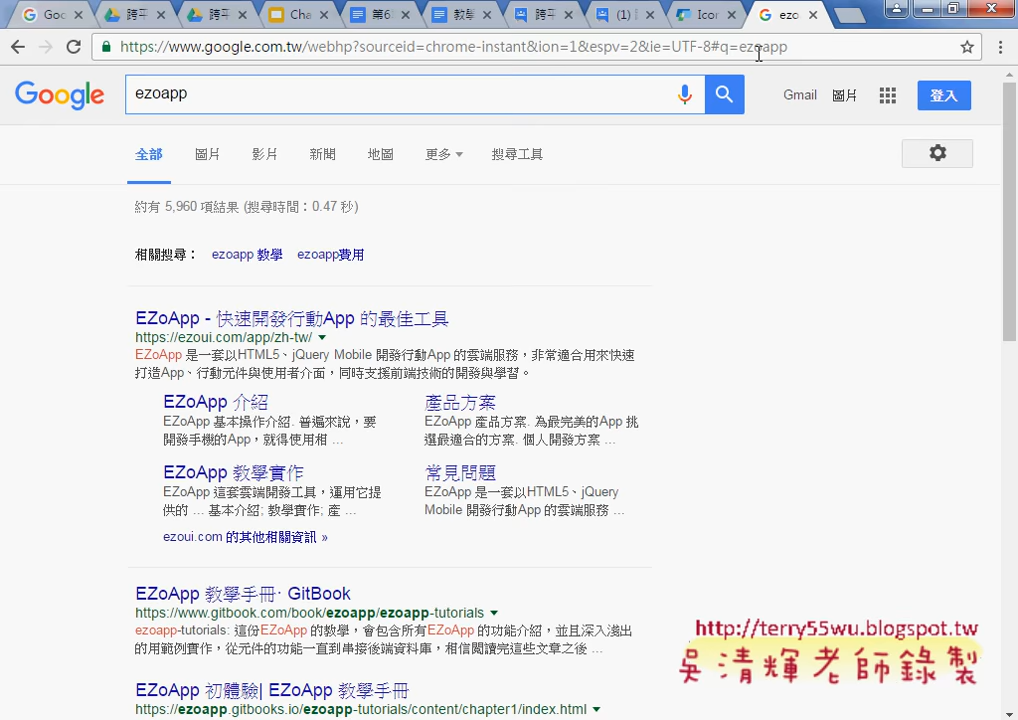 Goo
跨平
跨平
Cha
第6
教學
跨平
(1)
Icon
ezo
https://www.google.com.tw/webhp?sourceid=chrome-instant&ion=1&espv=2&ie=UTF-8#q=ezoapp
Google
ezoapp
Gmail
圖片
登入
全部
圖片
影片
新聞
地圖
更多
搜尋工具
約有 5,960 項結果 (搜尋時間：0.47 秒)
相關搜尋： ezoapp 教學 ezoapp費用
EZoApp - 快速開發行動App 的最佳工具
https://ezoui.com/app/zh-tw/
EZoApp 是一套以HTML5、jQuery Mobile 開發行動App 的雲端服務，非常適合用來快速
打造App、行動元件與使用者介面，同時支援前端技術的開發與學習。
EZoApp 介紹
EZoApp 基本操作介紹. 普遍來說，要
開發手機的App，就得使用相 ...
產品方案
EZoApp 產品方案. 為最完美的App 挑
選最適合的方案. 個人開發方案 ...
EZoApp 教學實作
EZoApp 這套雲端開發工具，運用它提
供的 ... 基本介紹; 教學實作; 產 ...
常見問題
EZoApp 是一套以HTML5、jQuery
Mobile 開發行動App 的雲端服務 ...
ezoui.com 的其他相關資訊 »
EZoApp 教學手冊· GitBook
https://www.gitbook.com/book/ezoapp/ezoapp-tutorials
ezoapp-tutorials: 這份EZoApp 的教學，會包含所有EZoApp 的功能介紹，並且深入淺出
的用範例實作，從元件的功能一直到串接後端資料庫，相信閱讀完這些文章之後 ...
EZoApp 初體驗| EZoApp 教學手冊
https://ezoapp.gitbooks.io/ezoapp-tutorials/content/chapter1/index.html
http://terry55wu.blogspot.tw
吳清輝老師錄製